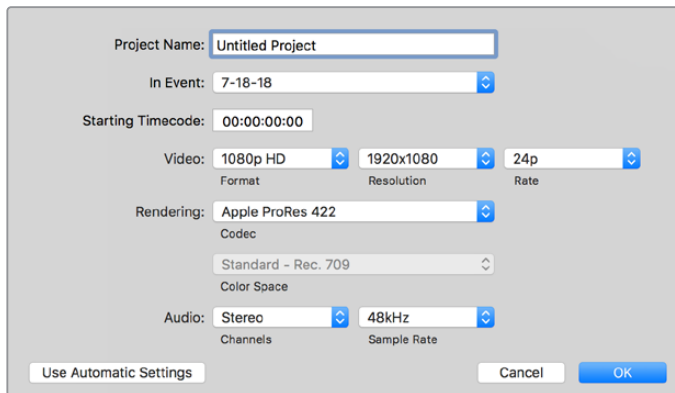 Project Name: Untitled Project
In Event: 7-18-18
Starting Timecode: 00:00:00:00
Video: 1080p HD 1920x1080 24p
Format Resolution Rate
Rendering: Apple ProRes 422
Codec
Standard - Rec. 709
Color Space
Audio: Stereo 48kHz
Channels Sample Rate
Use Automatic Settings Cancel OK